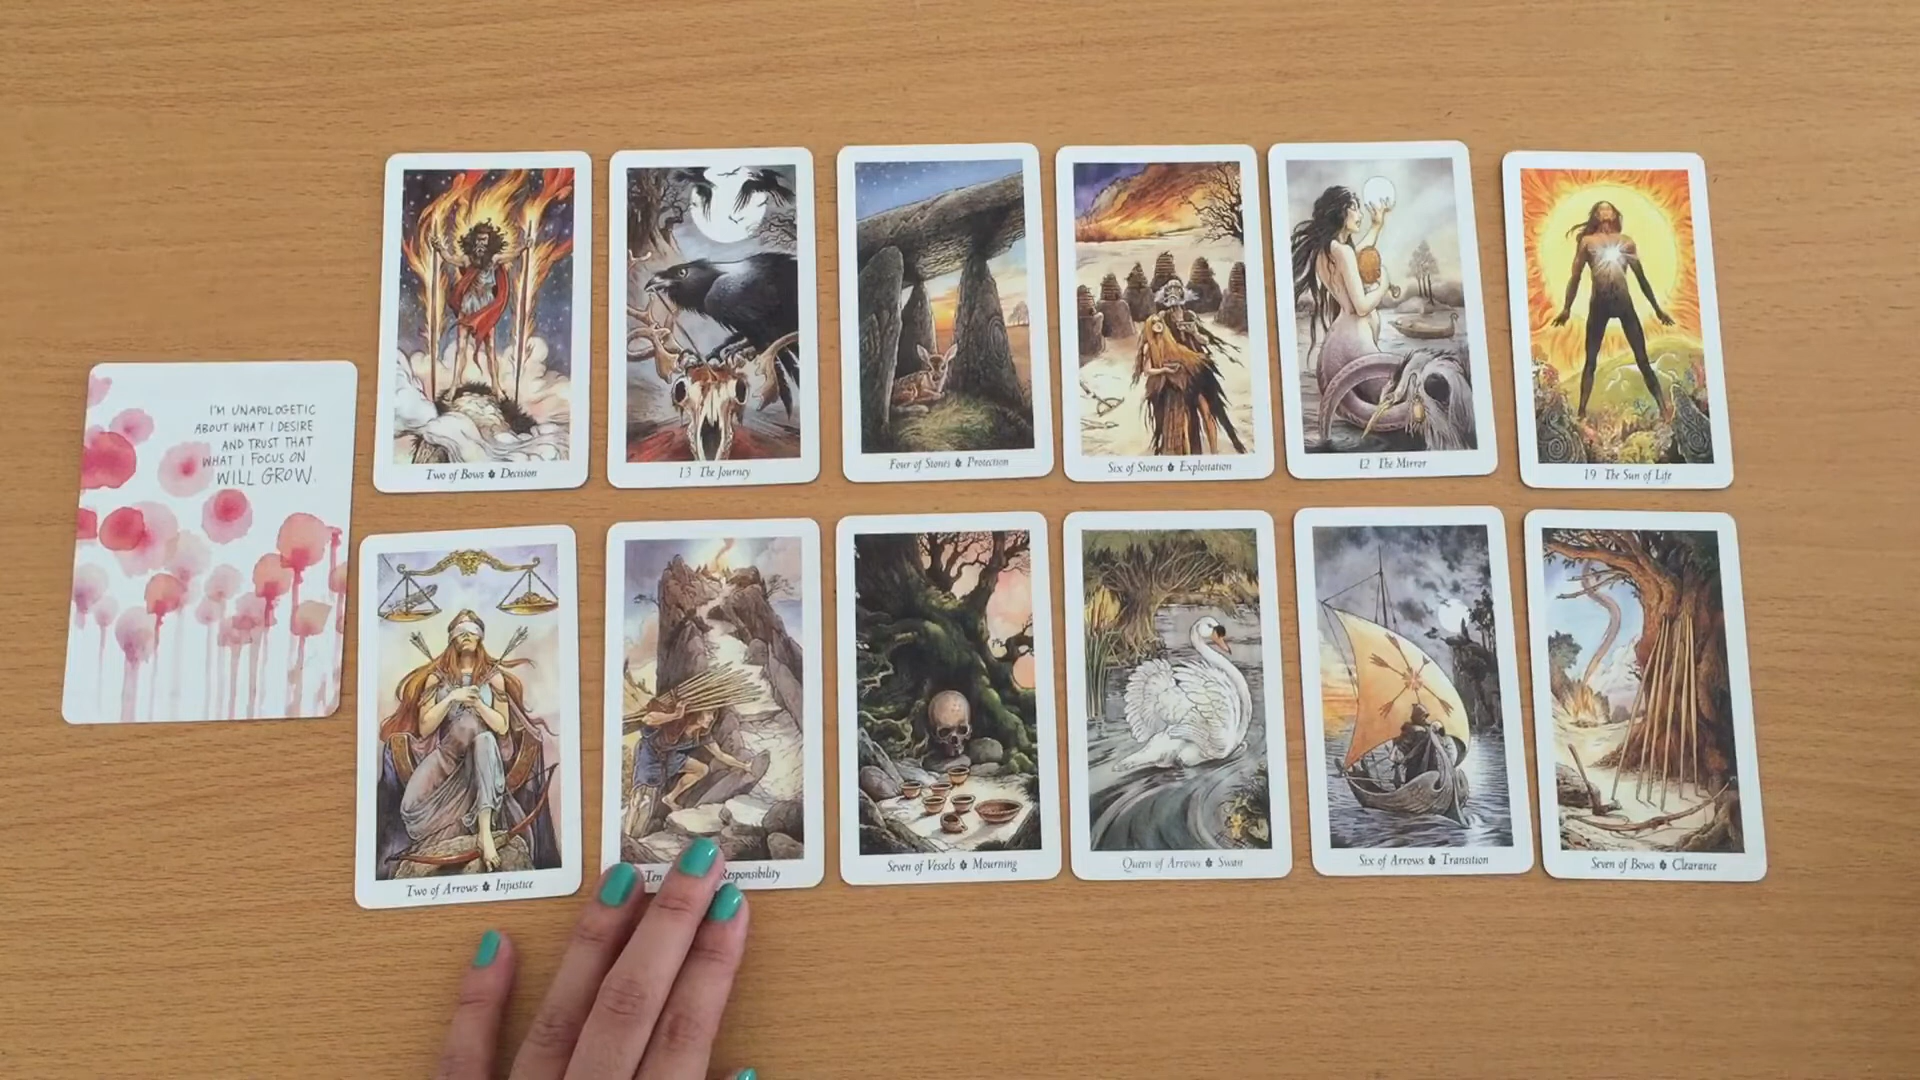 I'M UNAPOLOGETIC
ABOUT WHAT I DESIRE
AND TRUST THAT
WHAT I FOCUS ON
WILL GROW.
Two of Bows Decision
13 The Journey
Four of Stones Protection
Six of Stones Exploitation
12 The Mirror
19 The Sun of Life
Two of Arrows Injustice
Ten Responsibility
Seven of Vessels Mourning
Queen of Arrows Swan
Six of Arrows Transition
Seven of Bows Clearance